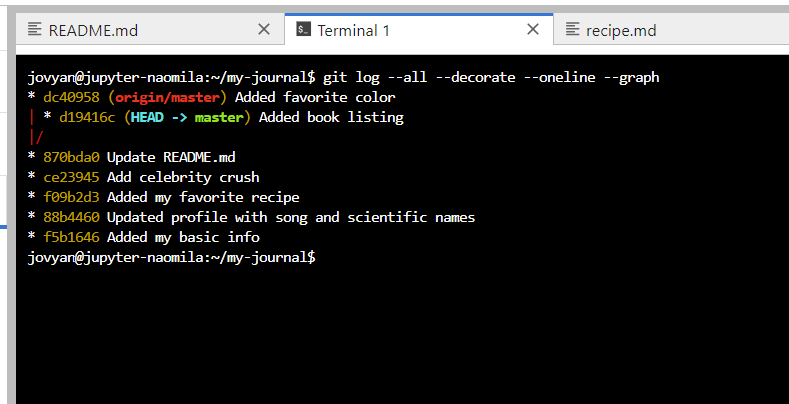 README.md × Terminal 1 × recipe.md
jovyan@jupyter-naomila:~/my-journal$ git log --all --decorate --oneline --graph
* dc40958 (origin/master) Added favorite color
| * d19416c (HEAD -> master) Added book listing
|/
* 870bda0 Update README.md
* ce23945 Add celebrity crush
* f09b2d3 Added my favorite recipe
* 88b4460 Updated profile with song and scientific names
* f5b1646 Added my basic info
jovyan@jupyter-naomila:~/my-journal$